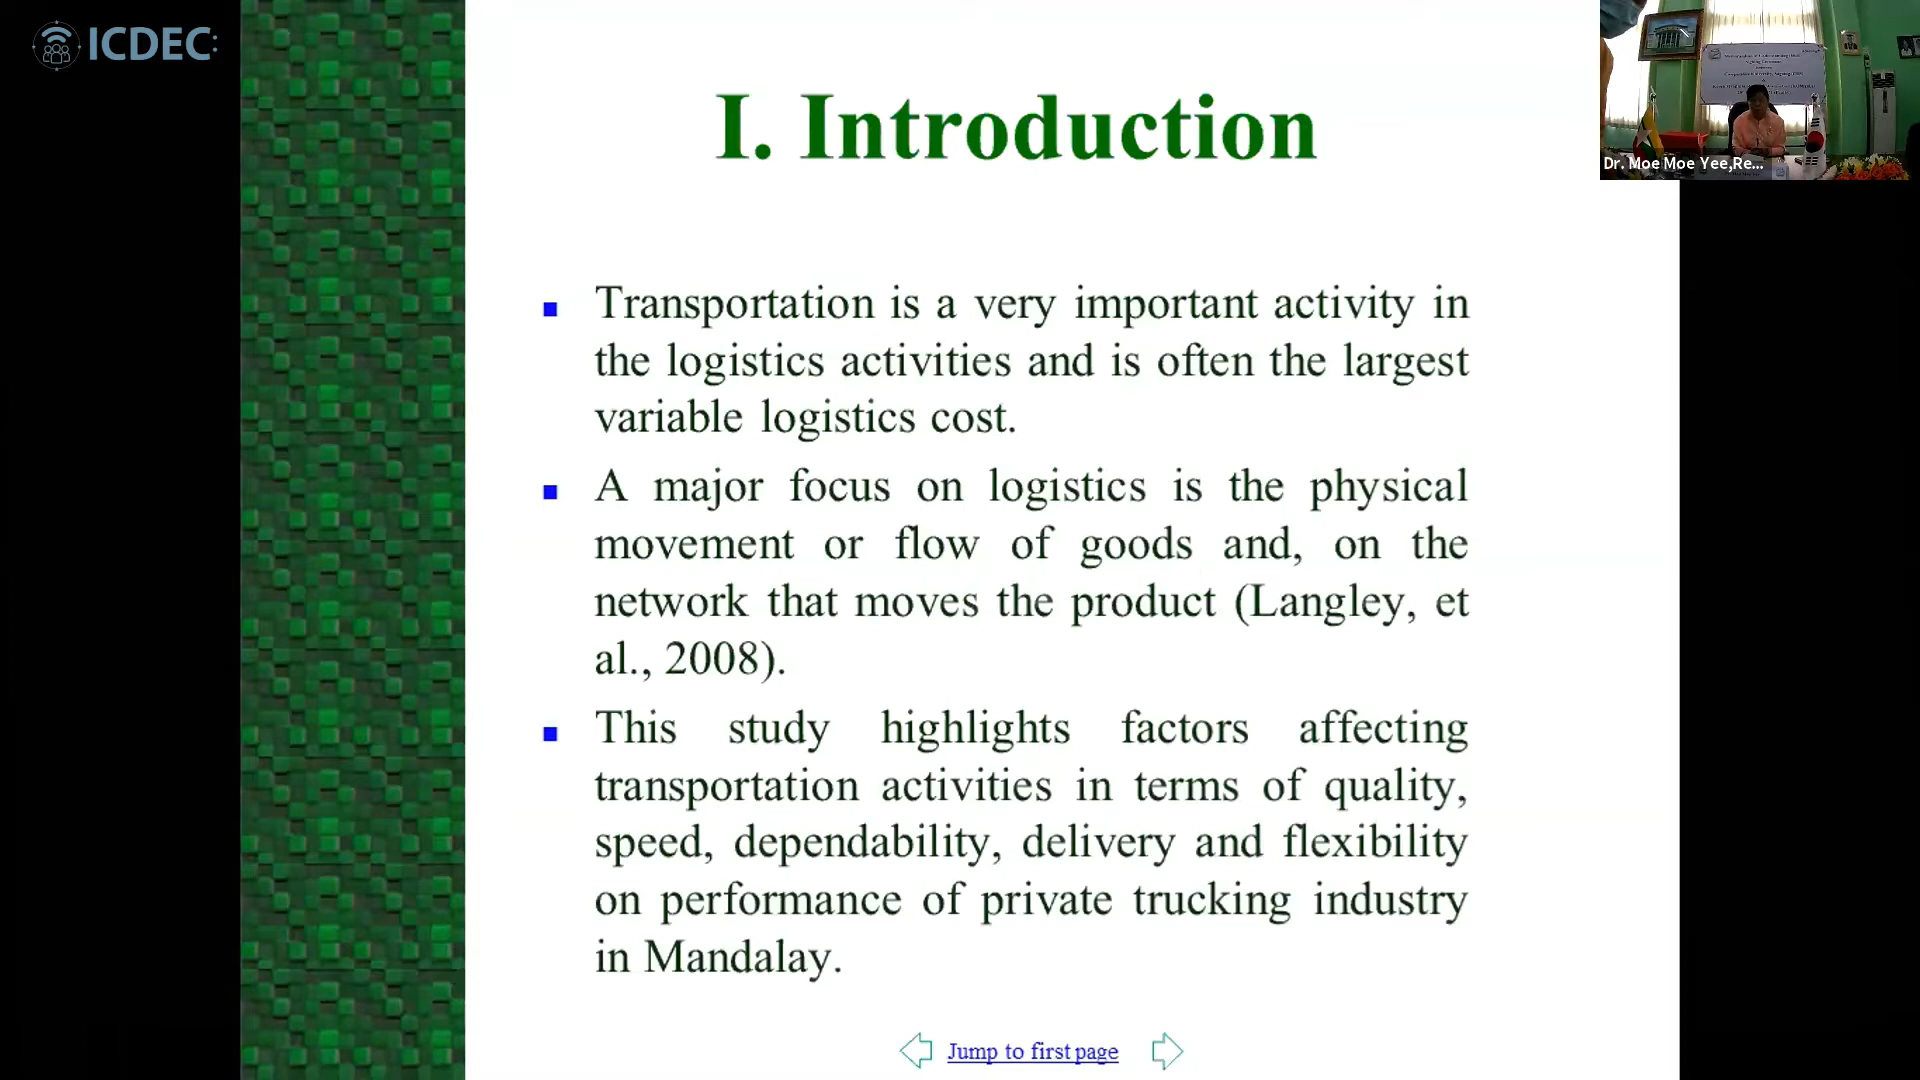 ICDEC:
I. Introduction
Transportation is a very important activity in
the logistics activities and is often the largest
variable logistics cost.
A major focus on logistics is the physical
movement or flow of goods and, on the
network that moves the product (Langley, et
al., 2008).
This study highlights factors affecting
transportation activities in terms of quality,
speed, dependability, delivery and flexibility
on performance of private trucking industry
in Mandalay.
Jump to first page
Dr. Moe Moe Yee,Re...